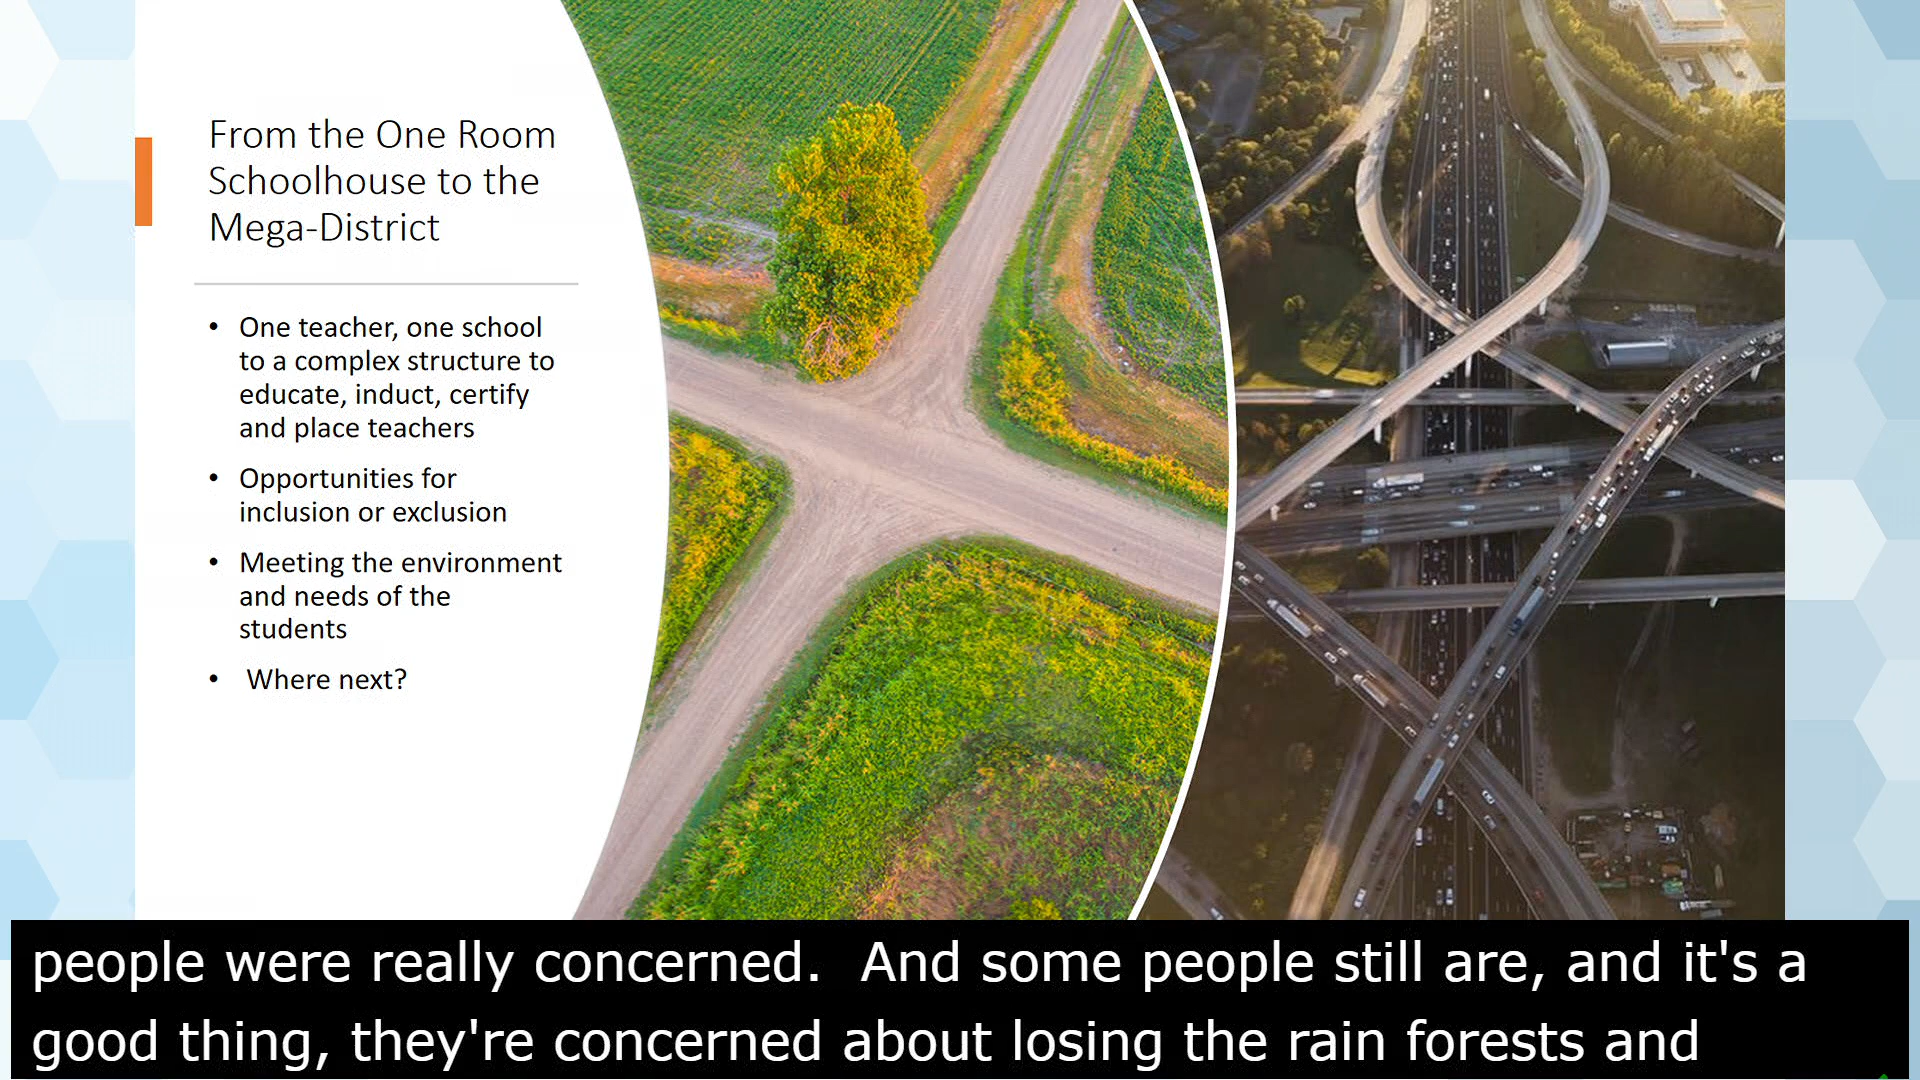 From the One Room
Schoolhouse to the
Mega-District
• One teacher, one school
to a complex structure to
educate, induct, certify
and place teachers
• Opportunities for
inclusion or exclusion
• Meeting the environment
and needs of the
students
• Where next?
people were really concerned.  And some people still are, and it's a
good thing, they're concerned about losing the rain forests and